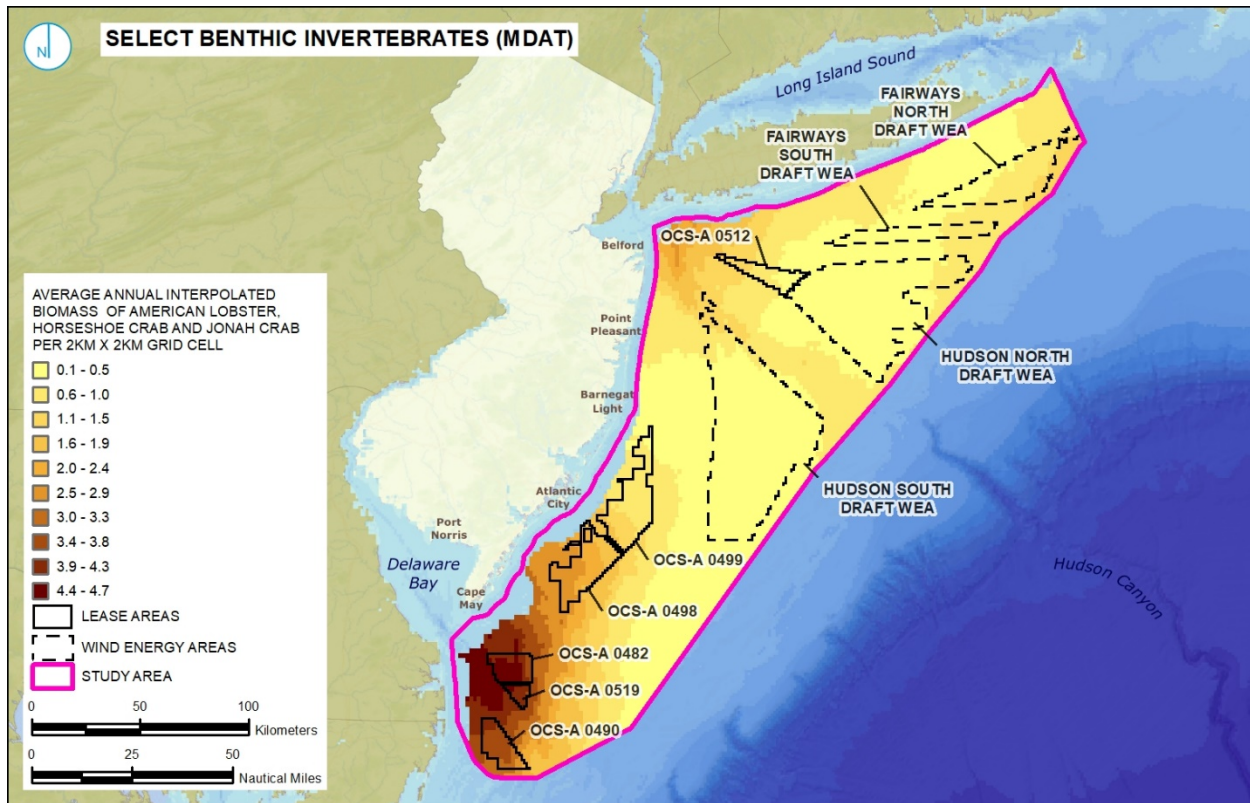 N
SELECT BENTHIC INVERTEBRATES (MDAT)
Long Island Sound
FAIRWAYS
NORTH
DRAFT WEA
FAIRWAYS
SOUTH
DRAFT WEA
OCS-A 0512
Belford
Point
Pleasant
HUDSON NORTH
DRAFT WEA
Barnegat
Light
HUDSON SOUTH
DRAFT WEA
Atlantic
City
Port
Norris
Delaware
Bay
Cape
May
OCS-A 0499
OCS-A 0498
OCS-A 0482
OCS-A 0519
OCS-A 0490
Hudson Canyon
AVERAGE ANNUAL INTERPOLATED
BIOMASS OF AMERICAN LOBSTER,
HORSESHOE CRAB AND JONAH CRAB
PER 2KM X 2KM GRID CELL
0.1 - 0.5
0.6 - 1.0
1.1 - 1.5
1.6 - 1.9
2.0 - 2.4
2.5 - 2.9
3.0 - 3.3
3.4 - 3.8
3.9 - 4.3
4.4 - 4.7
LEASE AREAS
WIND ENERGY AREAS
STUDY AREA
0 50 100
Kilometers
0 25 50
Nautical Miles